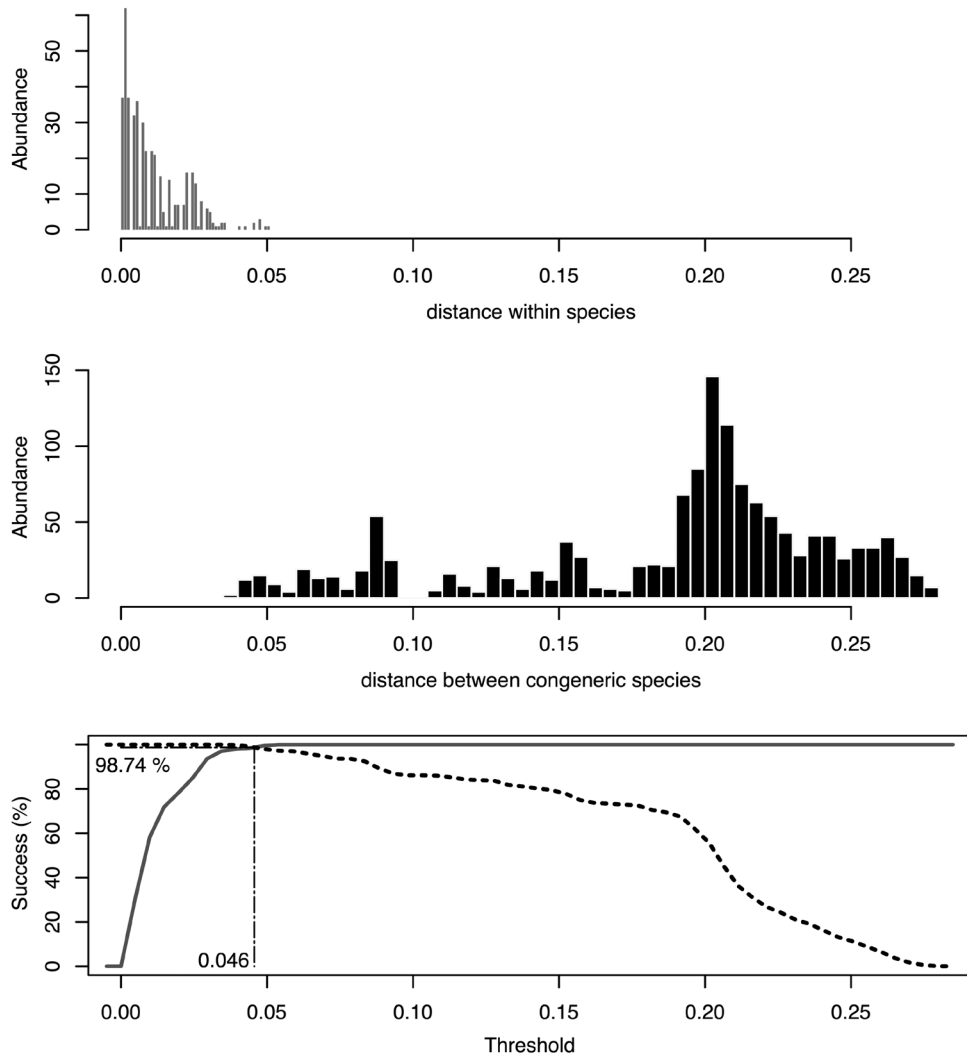 Abundance
50
30
10
0
0.00 0.05 0.10 0.15 0.20 0.25
distance within species
Abundance
150
100
50
0
0.00 0.05 0.10 0.15 0.20 0.25
distance between congeneric species
Success (%)
80
60
40
20
0
98.74 %
0.046
0.00 0.05 0.10 0.15 0.20 0.25
Threshold